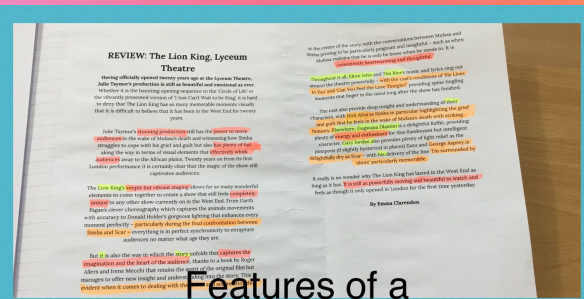 REVIEW: The Lion King, Lyceum
Theatre
Having officially opened twenty years ago at the Lyceum Theatre,
Julie Taymor's production is still as beautiful and emotional as ever.
Whether it is the haunting opening sequence to the 'Circle of Life' or
the vibrantly presented version of 'I Just Can't Wait to be King', it is hard
to deny that The Lion King has so many memorable moments visually
that it is difficult to believe that it has been in the West End for twenty
years.
Julie Taymor's stunning production still has the power to move
audiences in the wake of Mufasa's death and witnessing how Simba
struggles to cope with his grief and guilt but also has plenty of fun
along the way in terms of visual elements that effectively whisk
audiences away to the African plains. Twenty years on from its first
London performance it is certainly clear that the magic of the show still
captivates audiences.
The Lion King's simple but vibrant staging allows for so many wonderful
elements to come together to create a show that still feels completely
unique to any other show currently on in the West End. From Garth
Fagan's clever choreography which captures the animals movements
with accuracy to Donald Holder's gorgeous lighting that enhances every
moment perfectly – particularly during the final confrontation between
Simba and Scar – everything is in perfect synchronicity to enrapture
audiences no matter what age they are.
But it is also the way in which the story unfolds that captures the
imagination and the heart of the audience, thanks to a book by Roger
Allers and Irene Mecchi that retains the spirit of the original film but
manages to offer new insight and understanding into the story. This is
evident when it comes to dealing with the
at the centre of the story, with the conversations between Mufasa and
Simba proving to be particularly poignant and insightful – such as when
Mufasa explains that he is only brave when he needs to. It is
consistently heartwarming and thoughtful.
Throughout it all, Elton John and Tim Rice's music and lyrics ring out
around the theatre powerfully – with the cast's renditions of 'He Lives
In You' and 'Can You Feel the Love Tonight?' providing spine tingling
moments that linger in the mind long after the show has finished.
The cast also provide deep insight and understanding of their
characters, with Nick Afoa as Simba in particular highlighting the grief
and guilt that he feels in the wake of Mufasa's death with striking
honesty. Elsewhere, Gugwana Dlamini is a delightful Rafiki, providing
plenty of energy and enthusiasm for this flamboyant but intelligent
character. Gary Jordan also provides plenty of light relief as the
pompous (if slightly hysterical in places) Zazu and George Asprey is
delightfully dry as Scar – with his delivery of the line 'I'm surrounded by
idiots' particularly memorable.
It really is no wonder why The Lion King has lasted in the West End as
long as it has. It is still as powerfully moving and beautiful to watch and
feels as though it only opened in London for the first time yesterday.
By Emma Clarendon
Features of a